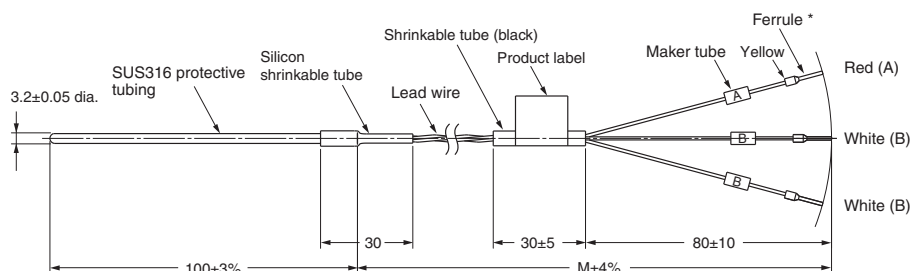 Ferrule *
Shrinkable tube (black)
Product label
Maker tube
Yellow
Red (A)
Silicon
shrinkable tube
SUS316 protective
tubing
Lead wire
3.2±0.05 dia.
A
B
White (B)
B
White (B)
30
30±5
80±10
100±3%
M±4%